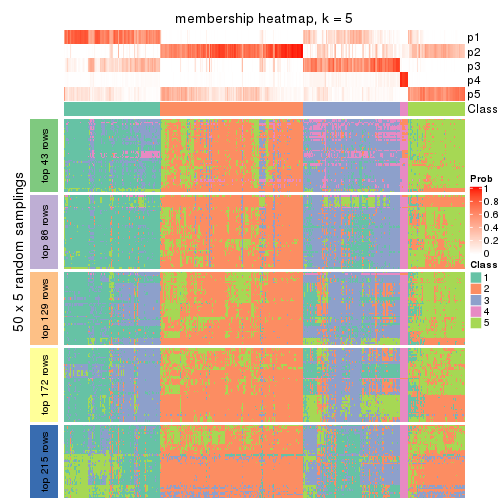 membership heatmap, k = 5
p1
p2
p3
p4
p5
Class
50 x 5 random samplings
top 43 rows
top 86 rows
top 129 rows
top 172 rows
top 215 rows
Prob
1
0.8
0.6
0.4
0.2
0
Class
1
2
3
4
5